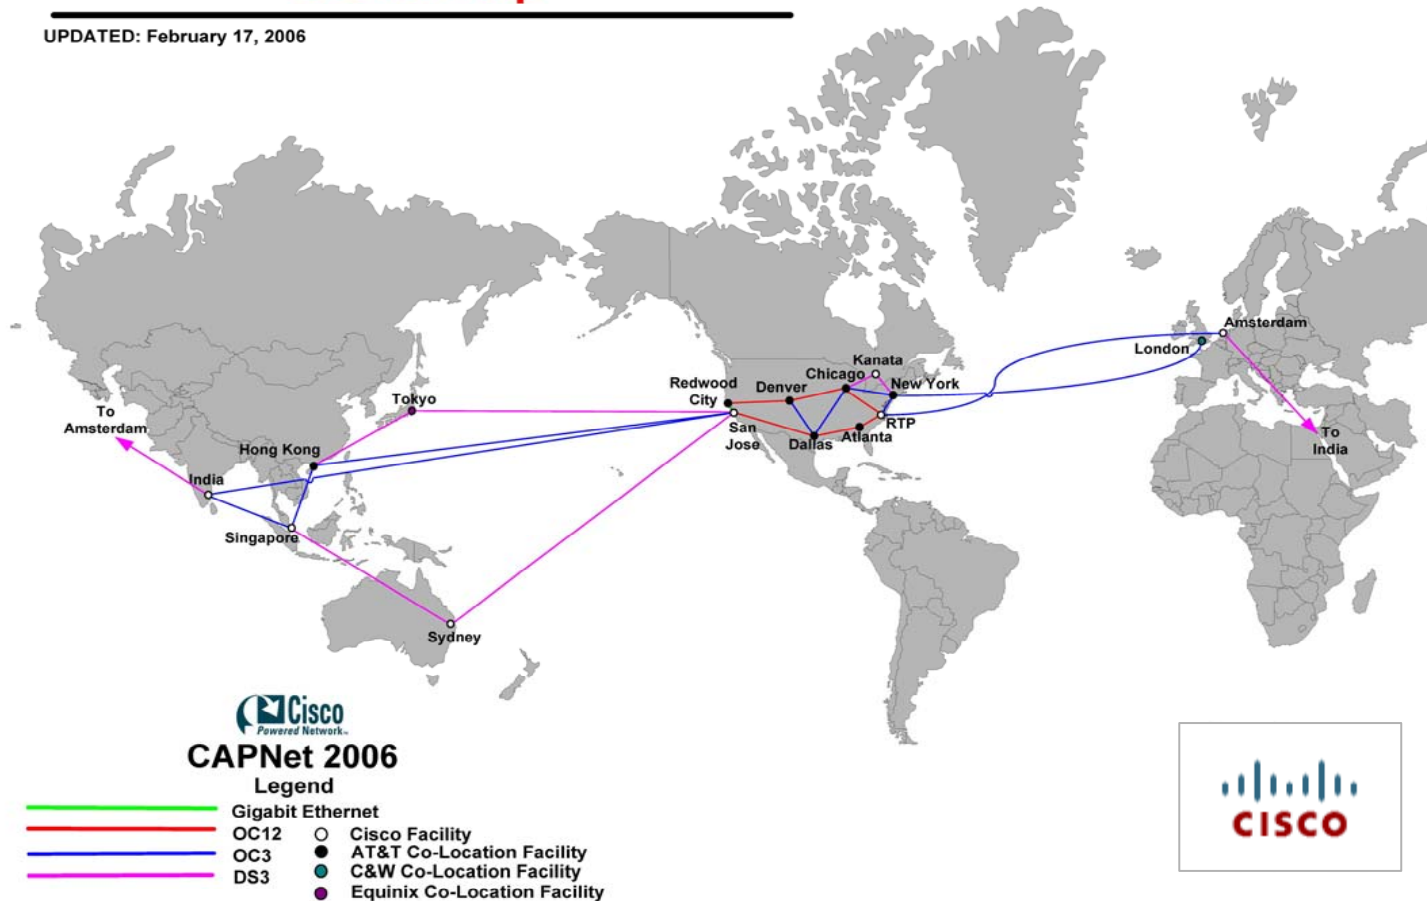 UPDATED: February 17, 2006
Amsterdam
London
Kanata
Chicago
New York
Redwood
City
Denver
RTP
San
Jose
Dallas
Atlanta
Tokyo
To
Amsterdam
Hong Kong
India
Singapore
Sydney
To
India
Cisco
Powered Network
CAPNet 2006
Legend
Gigabit Ethernet
OC12
OC3
DS3
Cisco Facility
AT&T Co-Location Facility
C&W Co-Location Facility
Equinix Co-Location Facility
CISCO